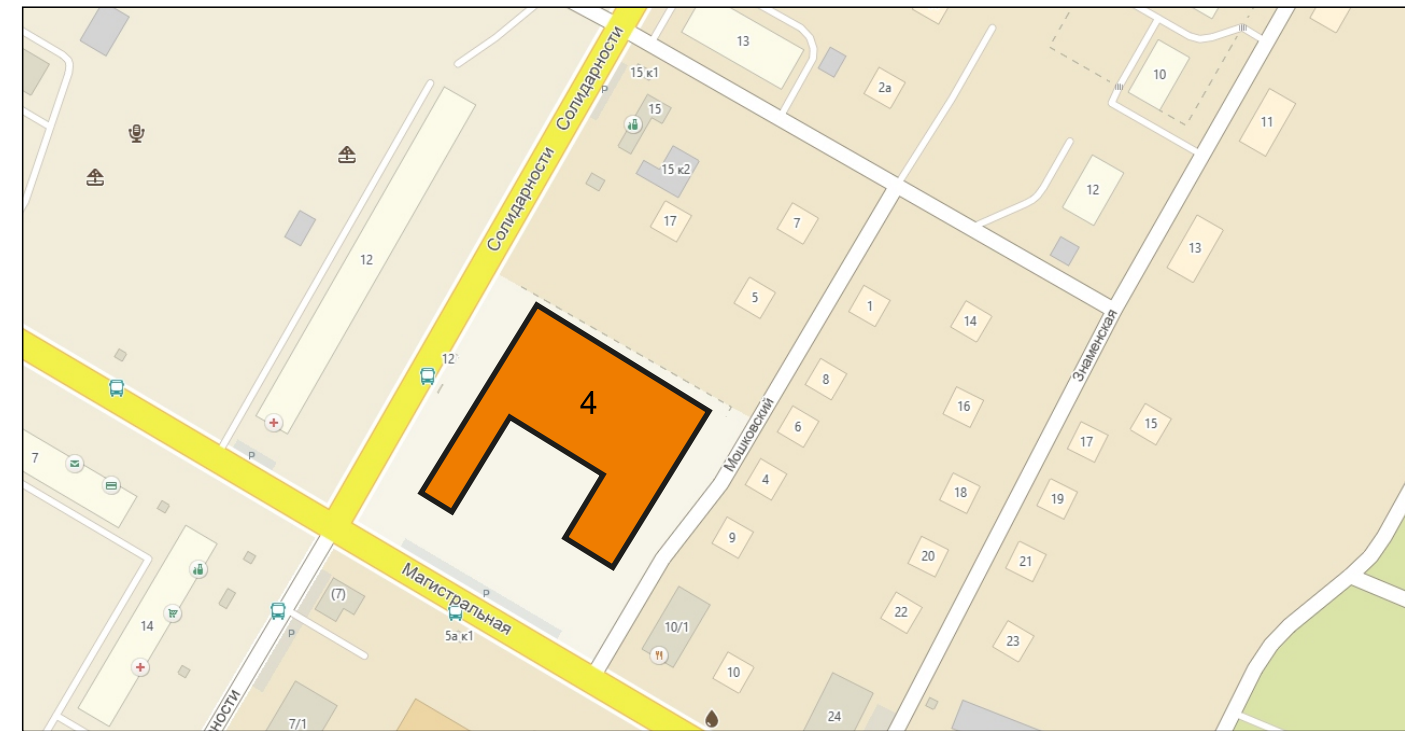 13
15 к1
Солидарности
2а
10
15
11
15 к2
Солидарности
12
17
7
13
12
5
1
14
Знаменская
12
8
4
16
6
15
Мошковский
17
P
7
4
18
19
9
20
21
Магистральная
P
(7)
22
14
10/1
P
5а к1
23
10
ности
24
7/1
P